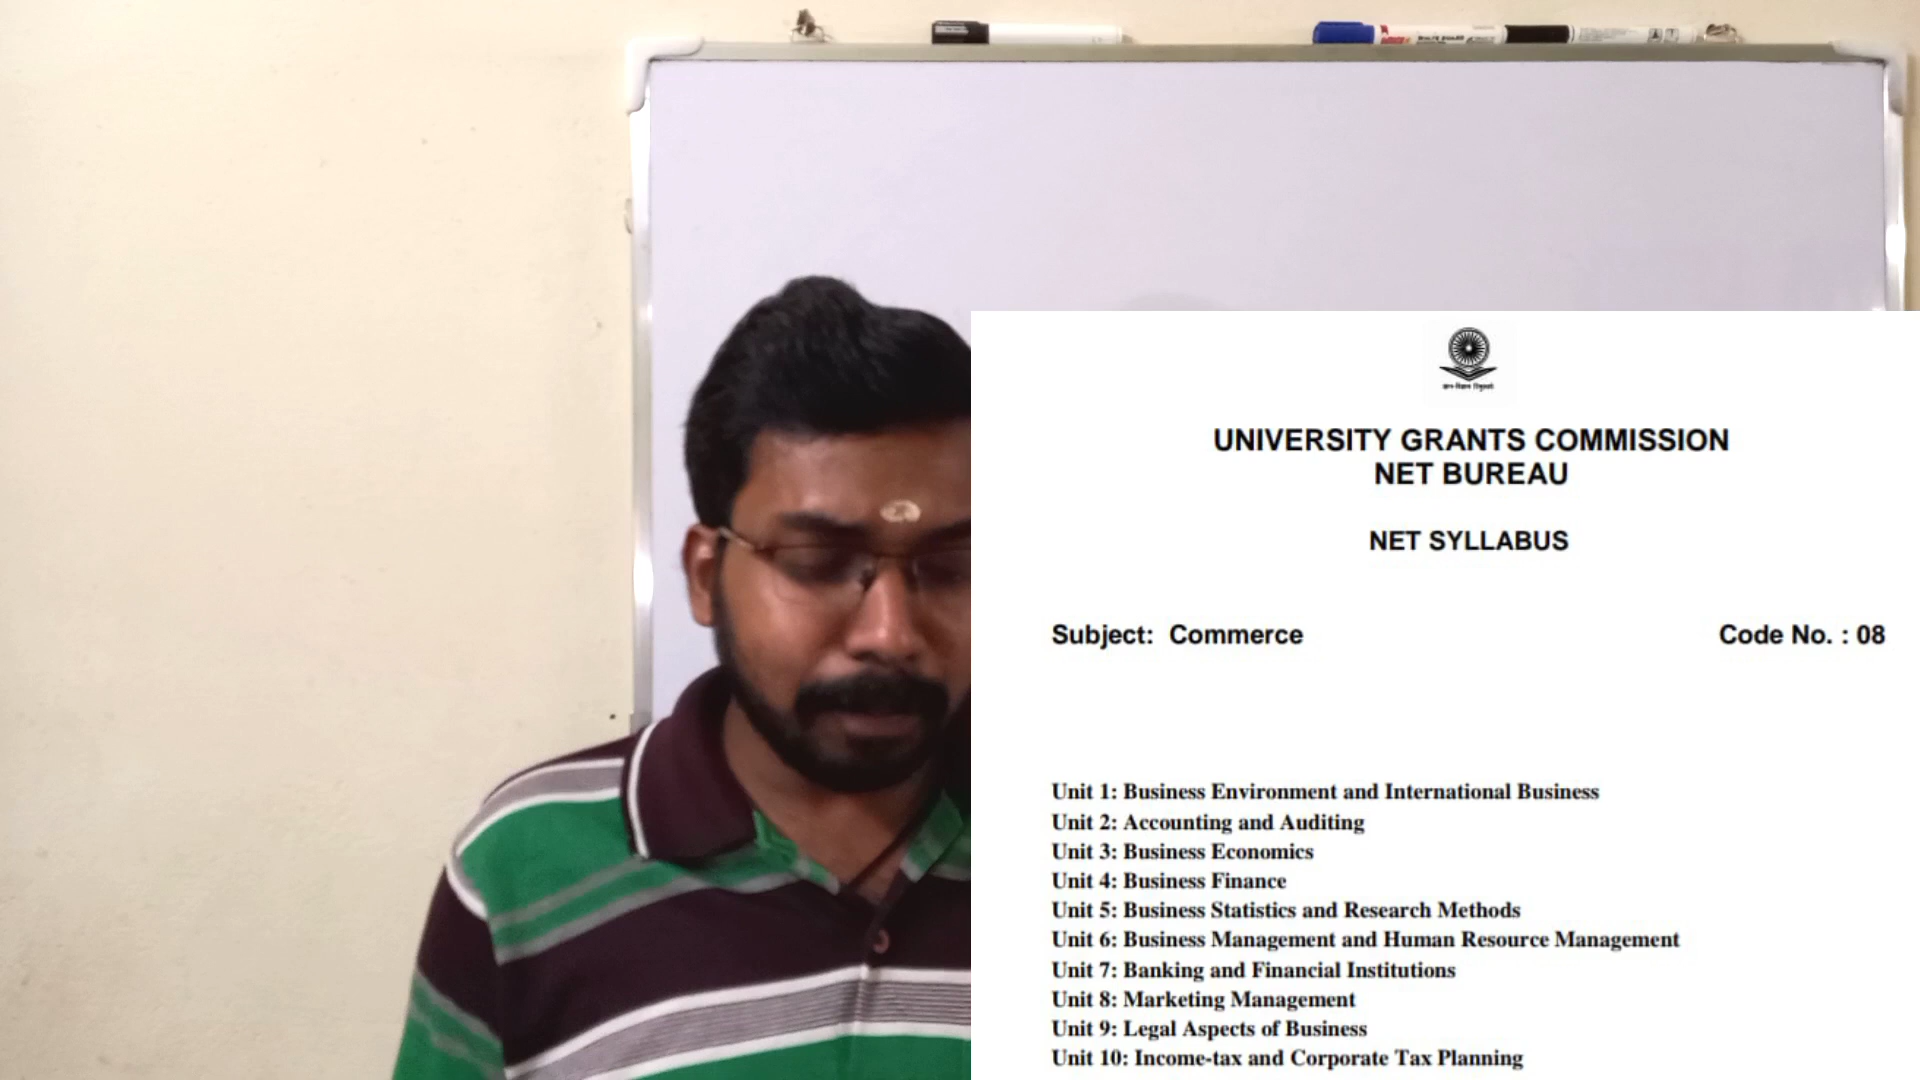 UNIVERSITY GRANTS COMMISSION
NET BUREAU
NET SYLLABUS
Subject: Commerce Code No. : 08
Unit 1: Business Environment and International Business
Unit 2: Accounting and Auditing
Unit 3: Business Economics
Unit 4: Business Finance
Unit 5: Business Statistics and Research Methods
Unit 6: Business Management and Human Resource Management
Unit 7: Banking and Financial Institutions
Unit 8: Marketing Management
Unit 9: Legal Aspects of Business
Unit 10: Income-tax and Corporate Tax Planning